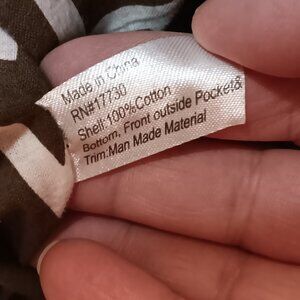 Made in China
RN#17730
Shell:100%Cotton
Bottom, Front outside Pocket&
Trim:Man Made Material